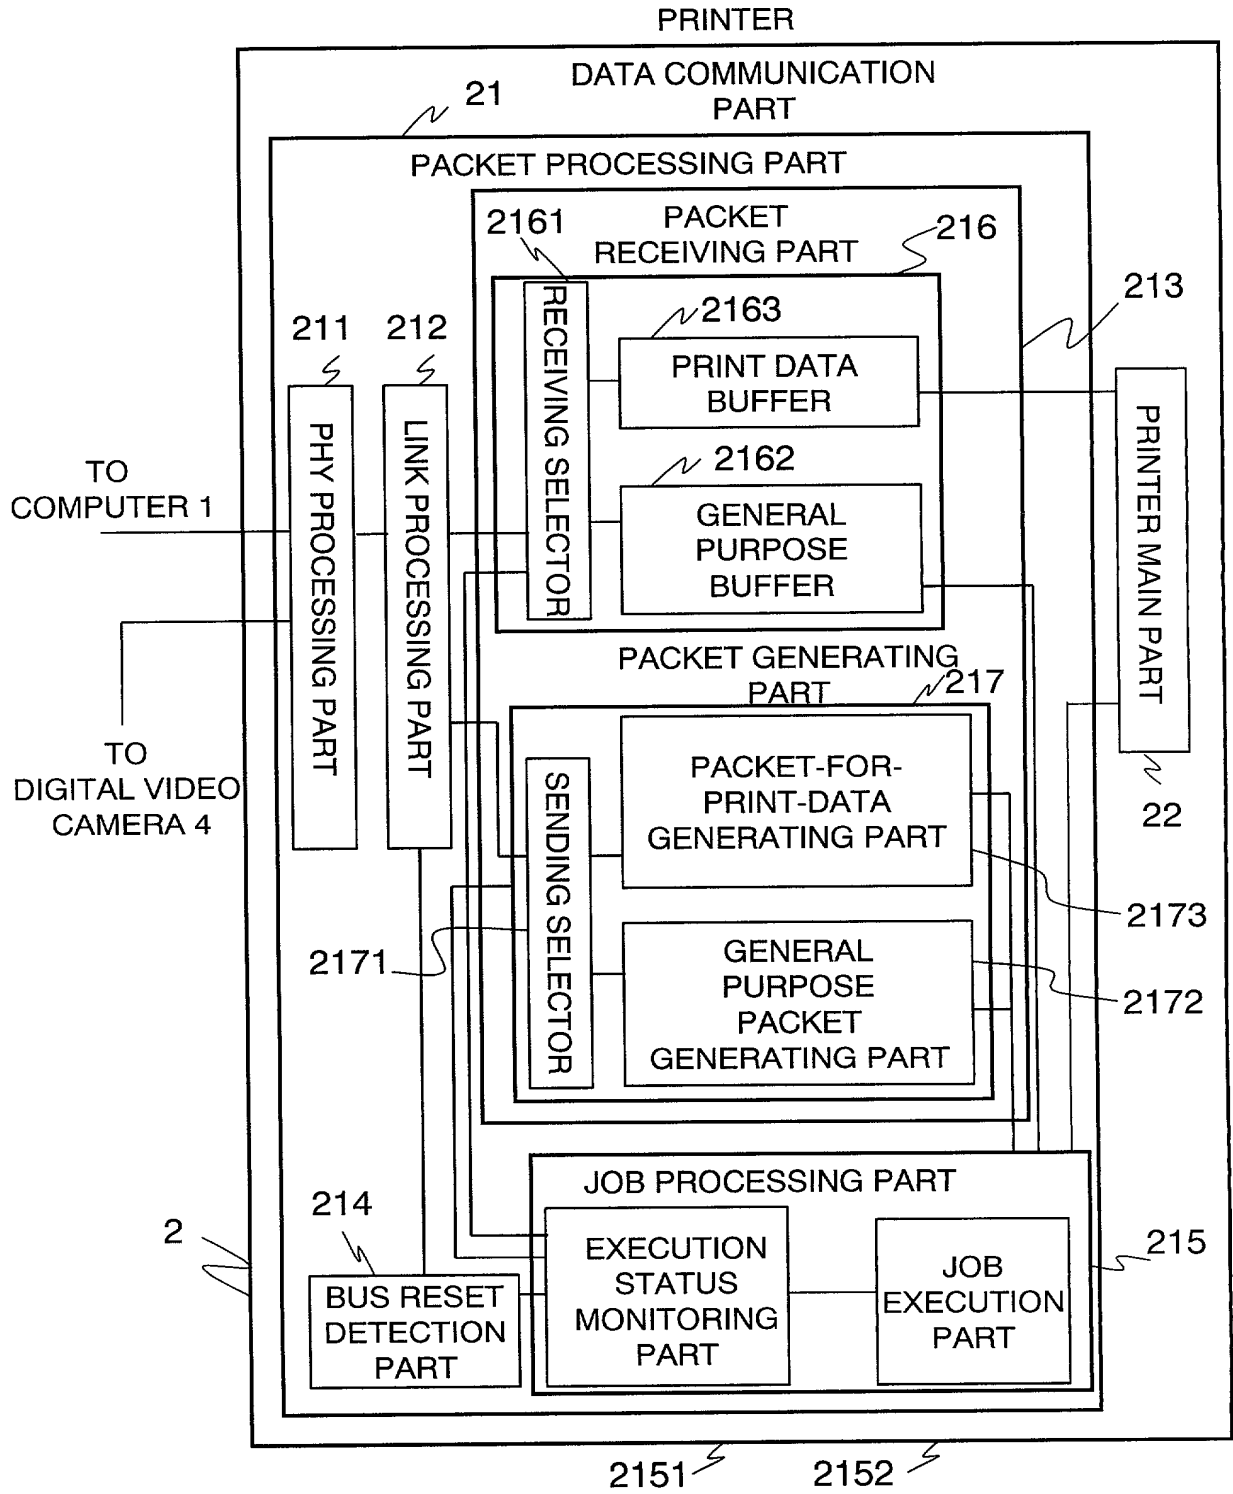 PRINTER
DATA COMMUNICATION
PART
21
PACKET PROCESSING PART
PACKET
RECEIVING PART
2161
216
213
RECEIVING SELECTOR
2163
PRINT DATA
BUFFER
2162
GENERAL
PURPOSE
BUFFER
211
212
PHY PROCESSING PART
LINK PROCESSING PART
PRINTER MAIN PART
22
TO
COMPUTER 1
TO
DIGITAL VIDEO
CAMERA 4
PACKET GENERATING
PART
217
SENDING SELECTOR
PACKET-FOR-
PRINT-DATA
GENERATING PART
2173
2171
GENERAL
PURPOSE
PACKET
GENERATING PART
2172
JOB PROCESSING PART
214
2
215
BUS RESET
DETECTION
PART
EXECUTION
STATUS
MONITORING
PART
JOB
EXECUTION
PART
2151
2152